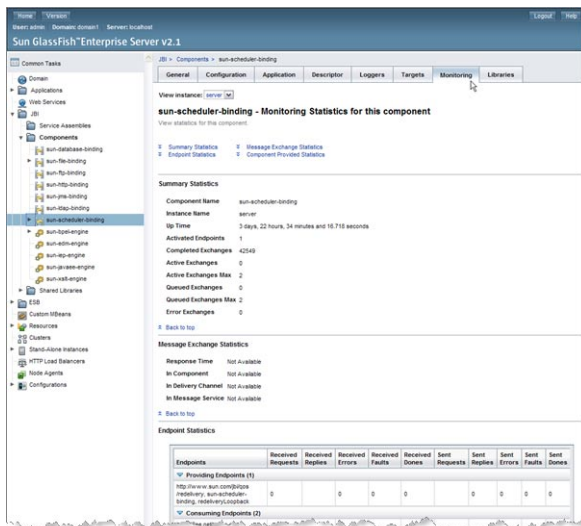 Home Version Logout Help
User: admin Domain: domain1 Server: localhost
Sun GlassFish™ Enterprise Server v2.1
Common Tasks
Domain
Applications
Web Services
JBI
Service Assemblies
Components
sun-database-binding
sun-file-binding
sun-ftp-binding
sun-http-binding
sun-jms-binding
sun-ldap-binding
sun-scheduler-binding
sun-bpel-engine
sun-edm-engine
sun-iep-engine
sun-javaee-engine
sun-xslt-engine
Shared Libraries
ESB
Custom MBeans
Resources
Clusters
Stand-Alone Instances
HTTP Load Balancers
Node Agents
Configurations
JBI > Components > sun-scheduler-binding
General Configuration Application Descriptor Loggers Targets Monitoring Libraries
View instance: server
sun-scheduler-binding - Monitoring Statistics for this component
View statistics for this component.
Summary Statistics Message Exchange Statistics
Endpoint Statistics Component Provided Statistics
Summary Statistics
Component Name sun-scheduler-binding
Instance Name server
Up Time 3 days, 22 hours, 34 minutes and 16.718 seconds
Activated Endpoints 1
Completed Exchanges 42549
Active Exchanges 0
Active Exchanges Max 2
Queued Exchanges 0
Queued Exchanges Max 2
Error Exchanges 0
Back to top
Message Exchange Statistics
Response Time Not Available
In Component Not Available
In Delivery Channel Not Available
In Message Service Not Available
Back to top
Endpoint Statistics
Endpoints Received Requests Received Replies Received Errors Received Faults Received Dones Sent Requests Sent Replies Sent Errors Sent Faults Sent Dones
Providing Endpoints (1)
http://www.sun.com/jbi/qos
/redelivery, sun-scheduler- 0 0 0 0 0 0 0 0 0 0
binding, redeliveryLoopback
Consuming Endpoints (2)